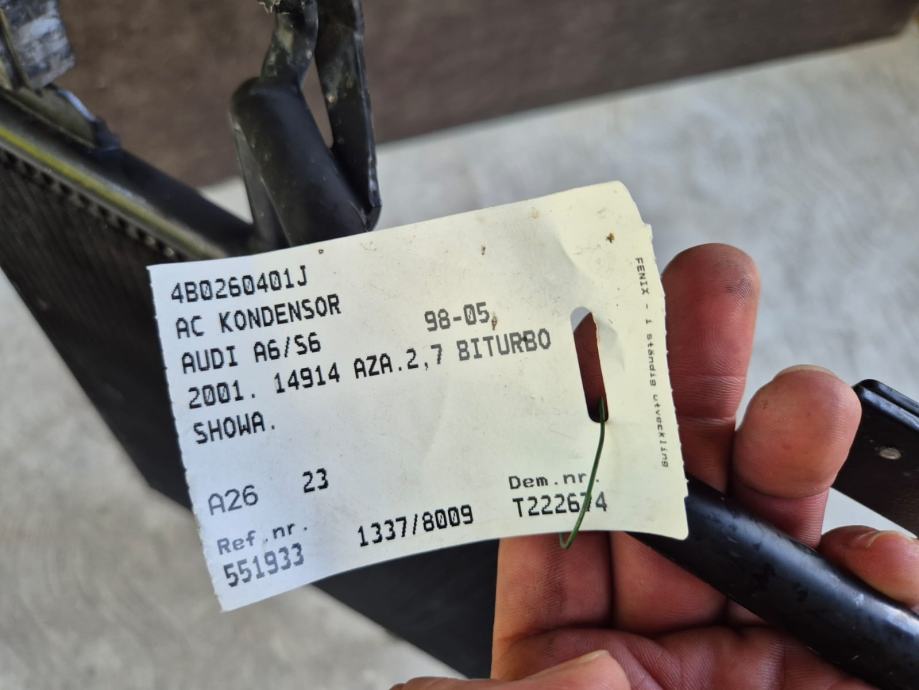 4B0260401J
AC KONDENSOR
AUDI A6/S6 98-05
2001. 14914 AZA.2,7 BITURBO
SHOWA.
A26 23
Ref.nr. Dem.nr
551933 1337/8009 T222674
FENIX - i ständig utveckling